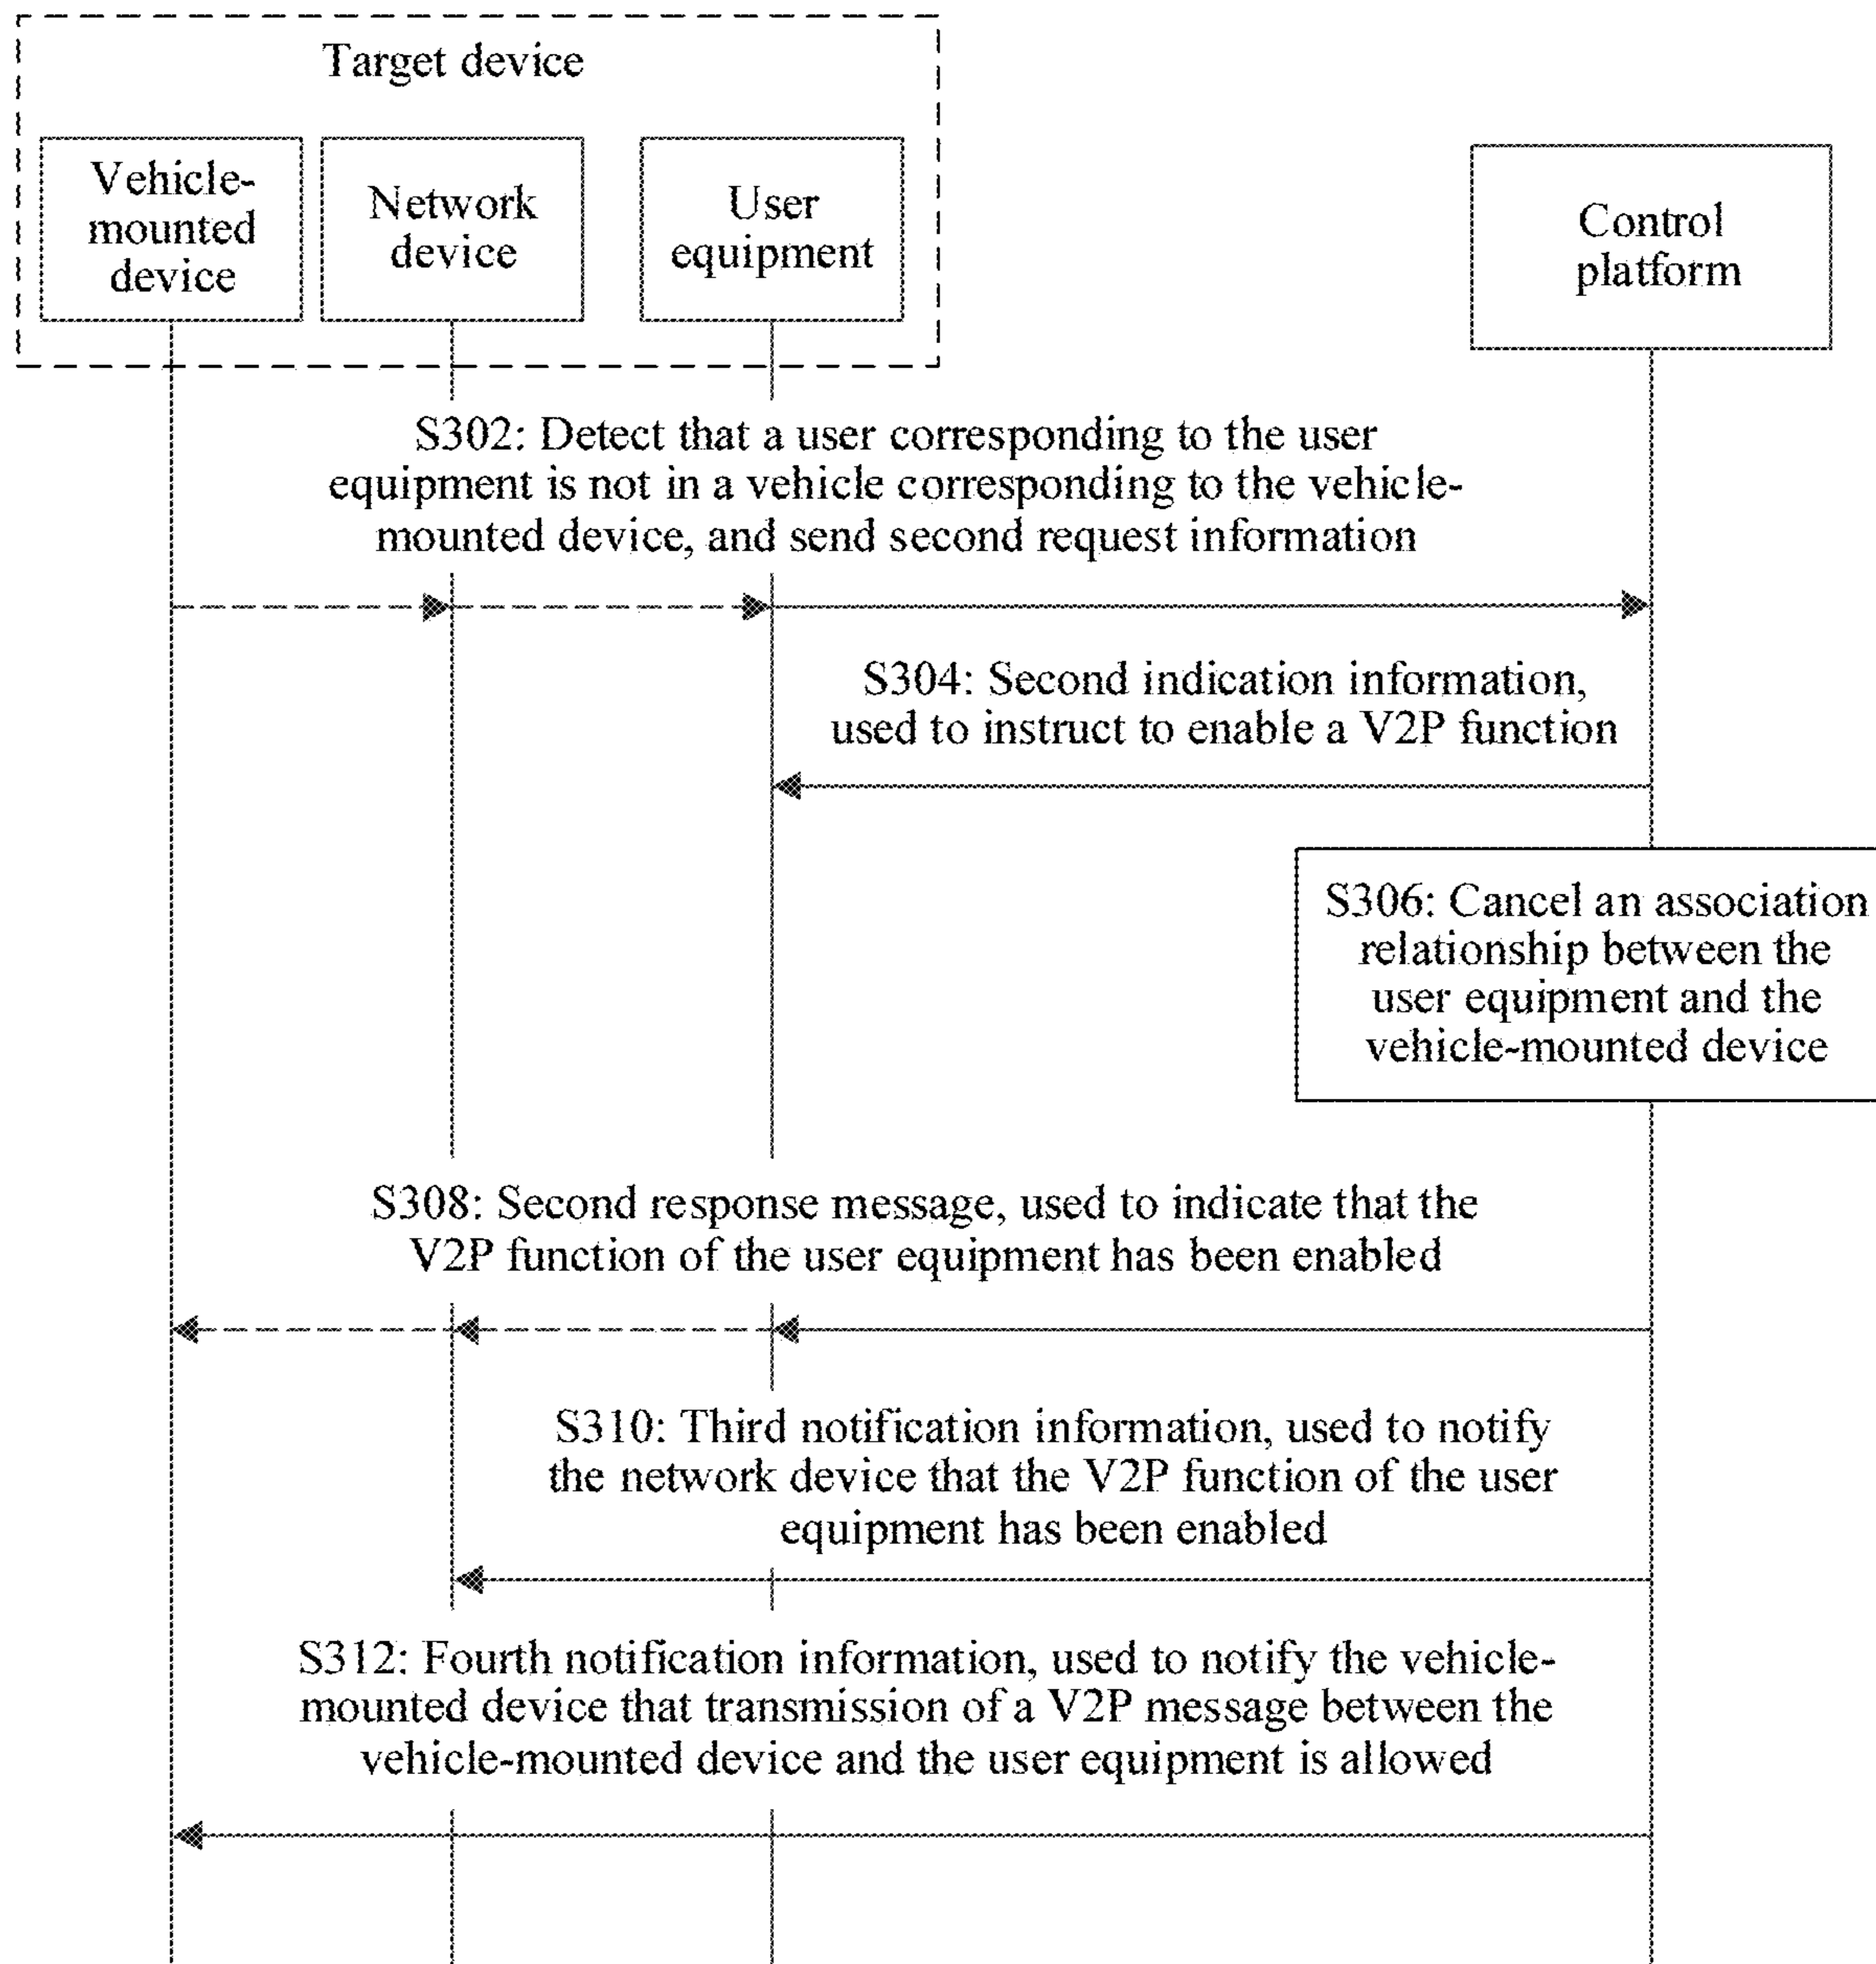 Target device
Vehicle-
mounted
device
Network
device
User
equipment
Control
platform
S302: Detect that a user corresponding to the user
equipment is not in a vehicle corresponding to the vehicle-
mounted device, and send second request information
S304: Second indication information,
used to instruct to enable a V2P function
S306: Cancel an association
relationship between the
user equipment and the
vehicle-mounted device
S308: Second response message, used to indicate that the
V2P function of the user equipment has been enabled
S310: Third notification information, used to notify
the network device that the V2P function of the user
equipment has been enabled
S312: Fourth notification information, used to notify the vehicle-
mounted device that transmission of a V2P message between the
vehicle-mounted device and the user equipment is allowed